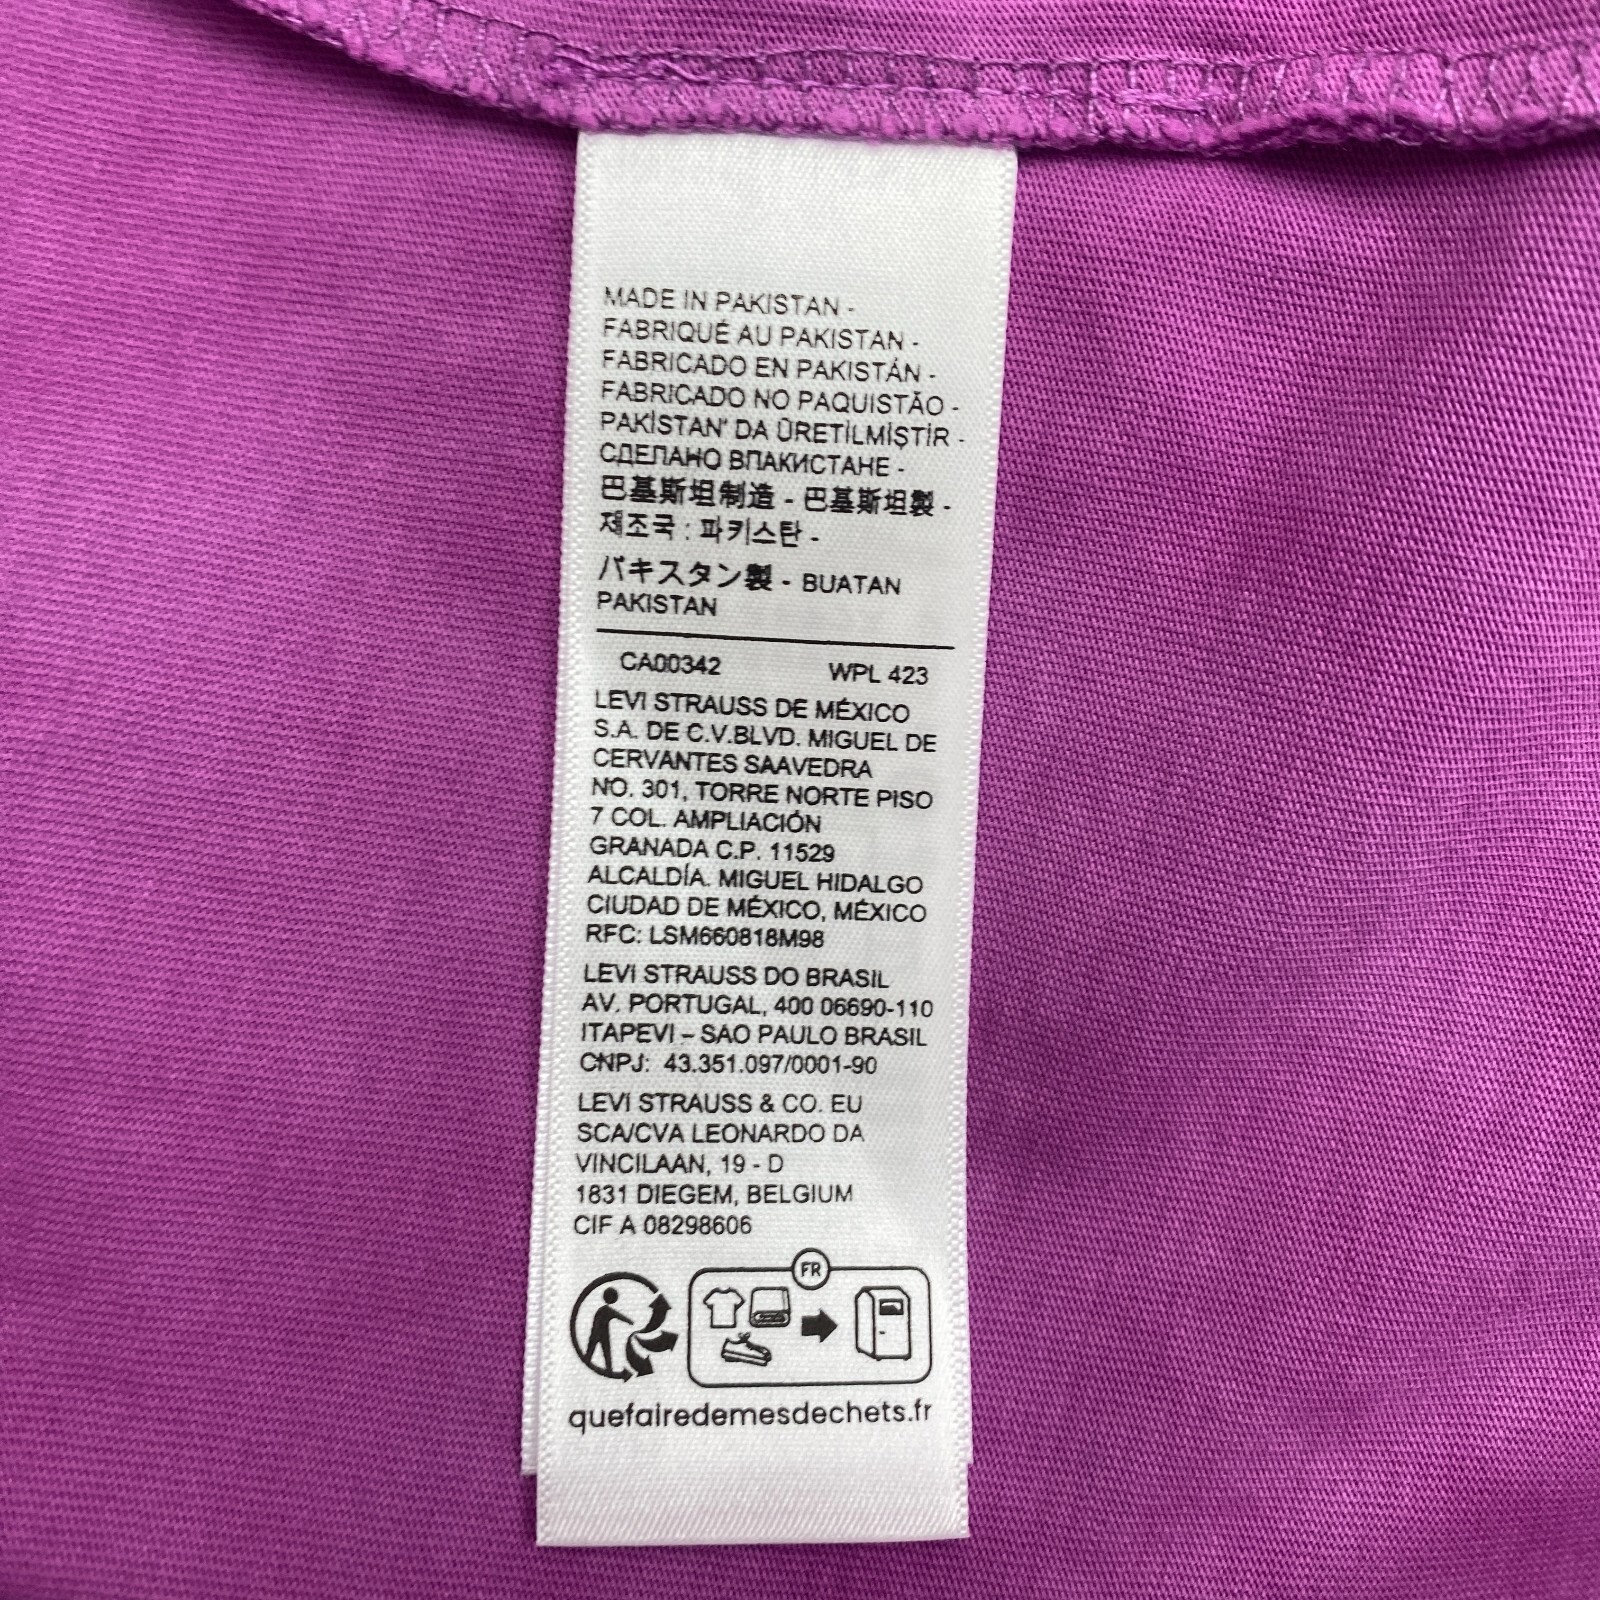 MADE IN PAKISTAN -
FABRIQUÉ AU PAKISTAN -
FABRICADO EN PAKISTÁN -
FABRICADO NO PAQUISTÃO -
PAKİSTAN' DA ÜRETİLMİŞTİR -
СДЕЛАНО ВПАКИСТАНЕ -
巴基斯坦制造 - 巴基斯坦製 -
제조국 : 파키스탄 -
パキスタン製 - BUATAN
PAKISTAN
CA00342 WPL 423
LEVI STRAUSS DE MÉXICO
S.A. DE C.V.BLVD. MIGUEL DE
CERVANTES SAAVEDRA
NO. 301, TORRE NORTE PISO
7 COL. AMPLIACIÓN
GRANADA C.P. 11529
ALCALDÍA. MIGUEL HIDALGO
CIUDAD DE MÉXICO, MÉXICO
RFC: LSM660818M98
LEVI STRAUSS DO BRASIL
AV. PORTUGAL, 400 06690-110
ITAPEVI – SAO PAULO BRASIL
CNPJ: 43.351.097/0001-90
LEVI STRAUSS & CO. EU
SCA/CVA LEONARDO DA
VINCILAAN, 19 - D
1831 DIEGEM, BELGIUM
CIF A 08298606
FR
quefairedemesdechets.fr